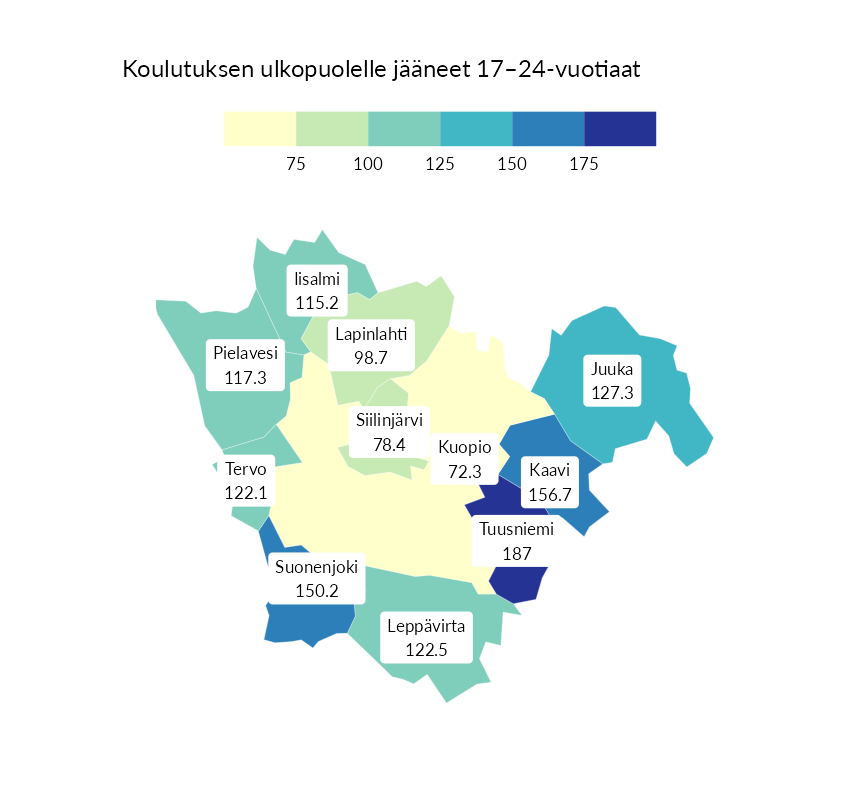 Koulutuksen ulkopuolelle jääneet 17–24-vuotiaat
75 100 125 150 175
Iisalmi
115.2
Lapinlahti
98.7
Pielavesi
117.3
Juuka
127.3
Siilinjärvi
78.4
Kuopio
72.3
Kaavi
156.7
Tervo
122.1
Tuusniemi
187
Suonenjoki
150.2
Leppävirta
122.5